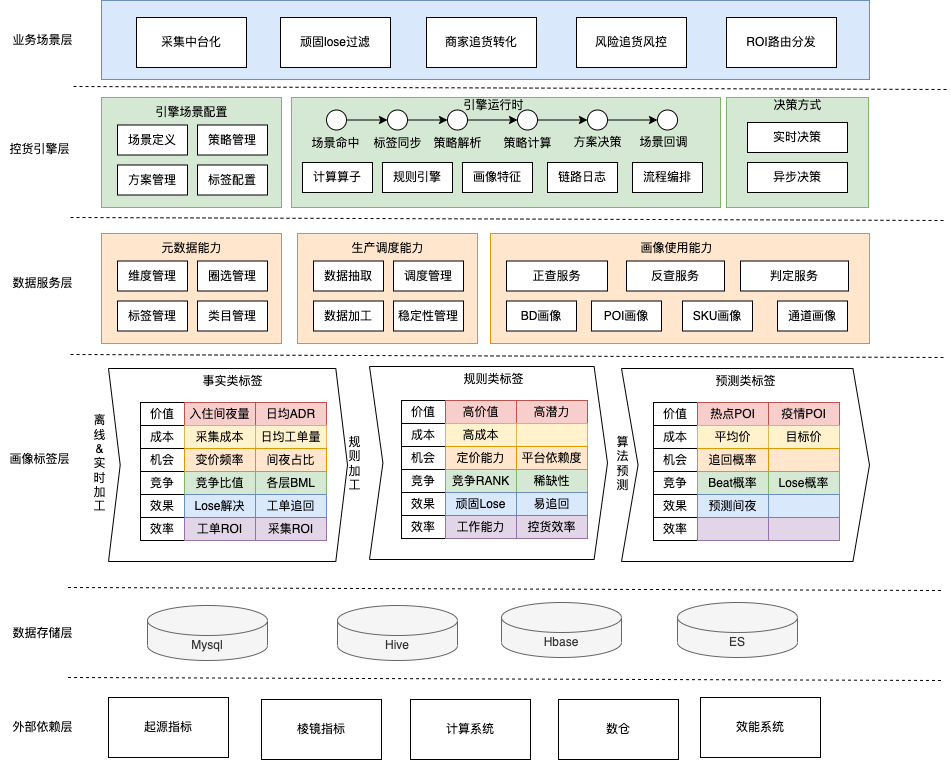 业务场景层
采集中台化
顽固lose过滤
商家追货转化
风险追货风控
ROI路由分发
控货引擎层
引擎场景配置
场景定义
策略管理
方案管理
标签配置
引擎运行时
场景命中
标签同步
策略解析
策略计算
方案决策
场景回调
计算算子
规则引擎
画像特征
链路日志
流程编排
决策方式
实时决策
异步决策
数据服务层
元数据能力
维度管理
圈选管理
标签管理
类目管理
生产调度能力
数据抽取
调度管理
数据加工
稳定性管理
画像使用能力
正查服务
反查服务
判定服务
BD画像
POI画像
SKU画像
通道画像
画像标签层
离线&实时加工
事实类标签
价值 入住间夜量 日均ADR
成本 采集成本 日均工单量
机会 变价频率 间夜占比
竞争 竞争比值 各层BML
效果 Lose解决 工单追回
效率 工单ROI 采集ROI
规则加工
规则类标签
价值 高价值 高潜力
成本 高成本
机会 定价能力 平台依赖度
竞争 竞争RANK 稀缺性
效果 顽固Lose 易追回
效率 工作能力 控货效率
算法预测
预测类标签
价值 热点POI 疫情POI
成本 平均价 目标价
机会 追回概率
竞争 Beat概率 Lose概率
效果 预测间夜
效率
数据存储层
Mysql
Hive
Hbase
ES
外部依赖层
起源指标
棱镜指标
计算系统
数仓
效能系统